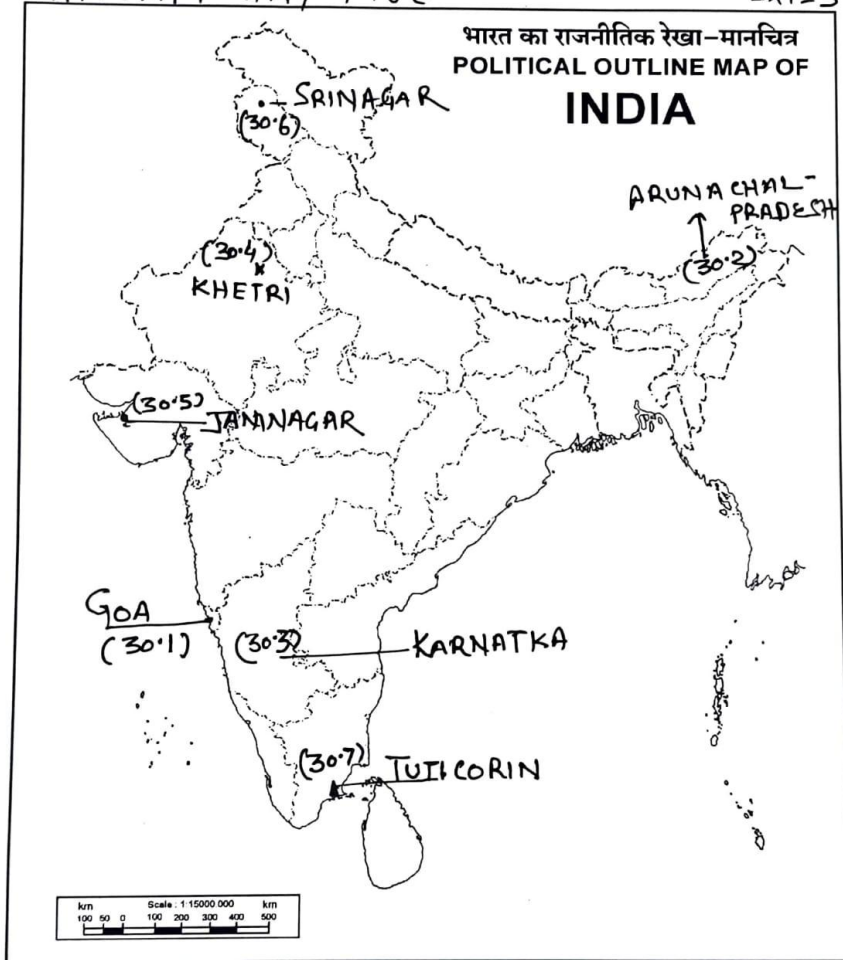 भारत का राजनीतिक रेखा–मानचित्र
POLITICAL OUTLINE MAP OF
INDIA
SRINAGAR
(30.6)
ARUNACHAL-
PRADESH
(30.2)
(30.4)
KHETRI
(30.5)
JAMNAGAR
GOA
(30.1)
(30.3)
KARNATKA
(30.7)
TUTICORIN
km Scale : 1:15000 000 km
100 50 0 100 200 300 400 500